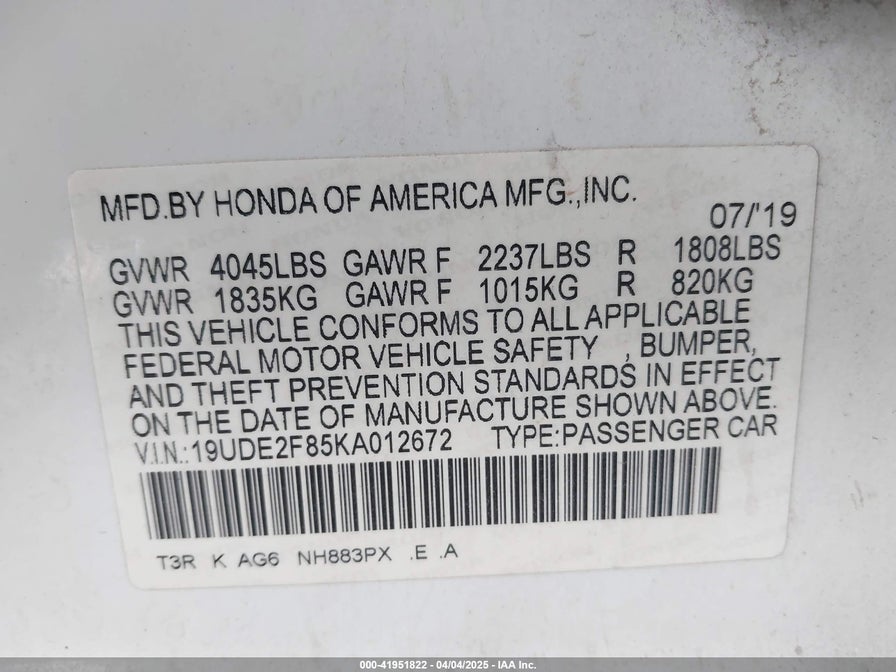 MFD.BY HONDA OF AMERICA MFG.,INC.
07/'19
GVWR 4045LBS GAWR F 2237LBS R 1808LBS
GVWR 1835KG GAWR F 1015KG R 820KG
THIS VEHICLE CONFORMS TO ALL APPLICABLE
FEDERAL MOTOR VEHICLE SAFETY , BUMPER,
AND THEFT PREVENTION STANDARDS IN EFFECT
ON THE DATE OF MANUFACTURE SHOWN ABOVE.
V.I.N.:19UDE2F85KA012672 TYPE:PASSENGER CAR
T3R K AG6 NH883PX .E .A
000-41951822 - 04/04/2025 - IAA Inc.